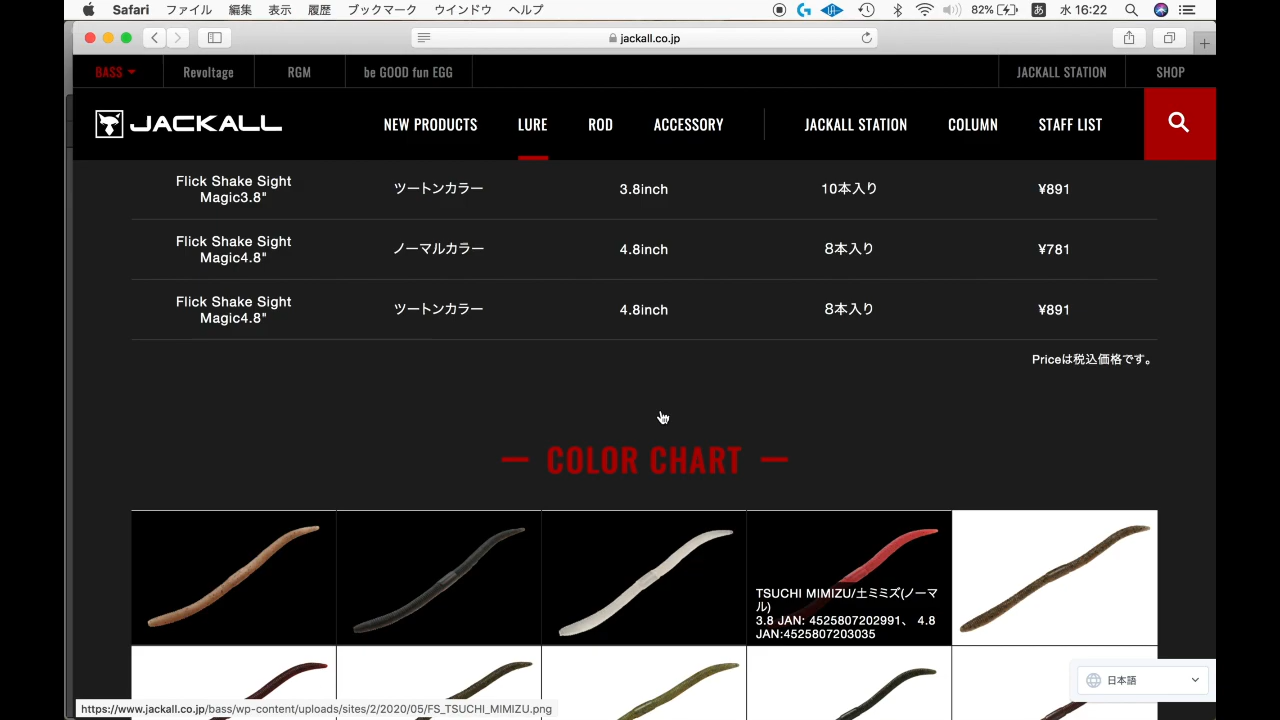 Safari ファイル 編集 表示 履歴 ブックマーク ウインドウ ヘルプ 82% あ 水 16:22
jackall.co.jp
BASS Revoltage RGM be GOOD fun EGG JACKALL STATION SHOP
JACKALL NEW PRODUCTS LURE ROD ACCESSORY JACKALL STATION COLUMN STAFF LIST
Flick Shake Sight
Magic3.8" ツートンカラー 3.8inch 10本入り ¥891
Flick Shake Sight
Magic4.8" ノーマルカラー 4.8inch 8本入り ¥781
Flick Shake Sight
Magic4.8" ツートンカラー 4.8inch 8本入り ¥891
Priceは税込価格です。
COLOR CHART
TSUCHI MIMIZU/土ミミズ(ノーマ
ル)
3.8 JAN: 4525807202991、 4.8
JAN:4525807203035
日本語
https://www.jackall.co.jp/bass/wp-content/uploads/sites/2/2020/05/FS_TSUCHI_MIMIZU.png